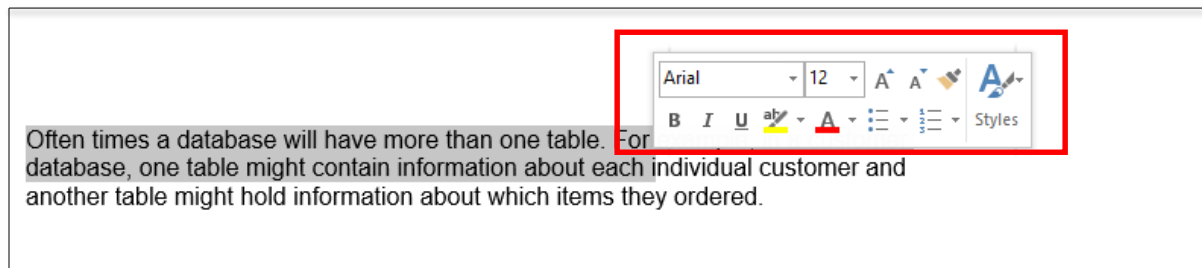 Arial 12 A A
B I U ab A Styles
Often times a database will have more than one table. For
database, one table might contain information about each individual customer and
another table might hold information about which items they ordered.